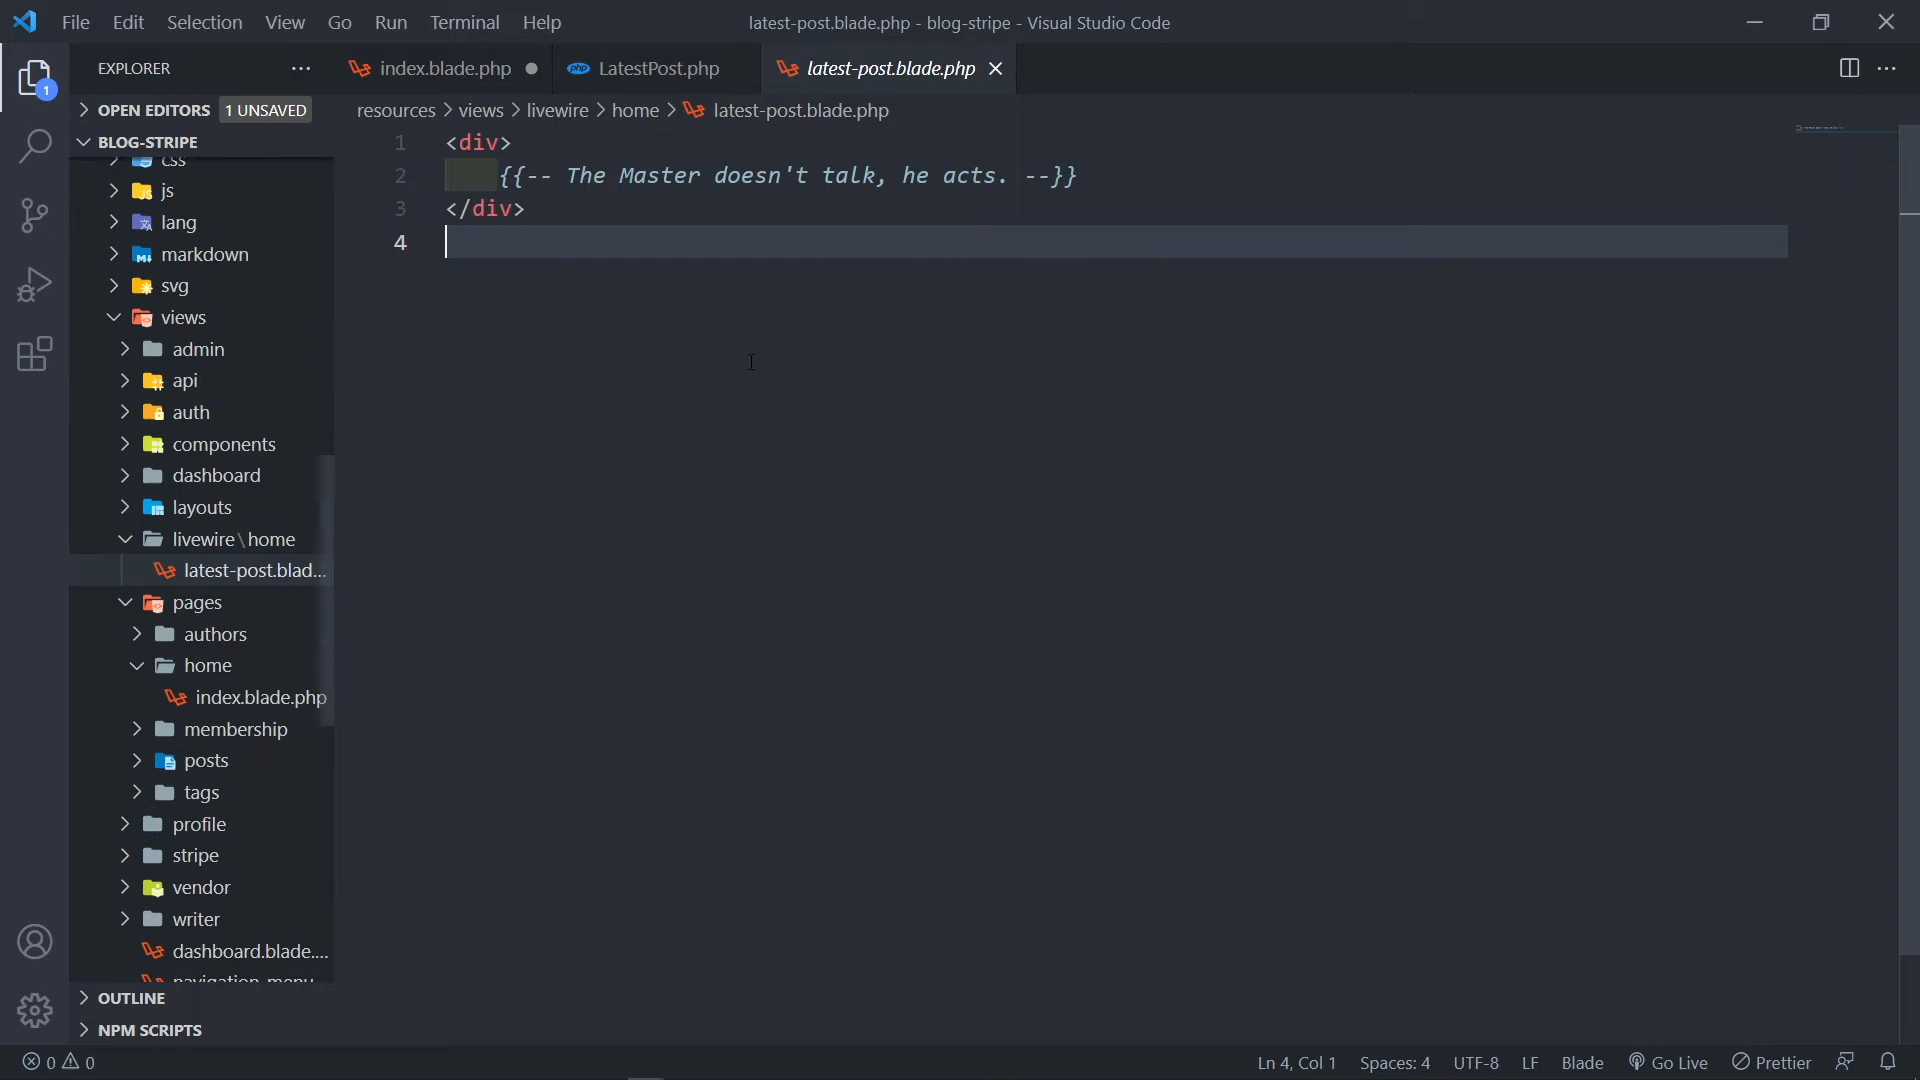 File Edit Selection View Go Run Terminal Help
latest-post.blade.php - blog-stripe - Visual Studio Code
1
EXPLORER
index.blade.php
php LatestPost.php
latest-post.blade.php
OPEN EDITORS 1 UNSAVED
resources > views > livewire > home > latest-post.blade.php
BLOG-STRIPE
css
js
lang
markdown
svg
views
admin
api
auth
components
dashboard
layouts
livewire\home
latest-post.blad...
pages
authors
home
index.blade.php
membership
posts
tags
profile
stripe
vendor
writer
dashboard.blade....
navigation-menu
OUTLINE
NPM SCRIPTS
1 <div>
2 {{-- The Master doesn't talk, he acts. --}}
3 </div>
4
0 0
Ln 4, Col 1 Spaces: 4 UTF-8 LF Blade Go Live Prettier